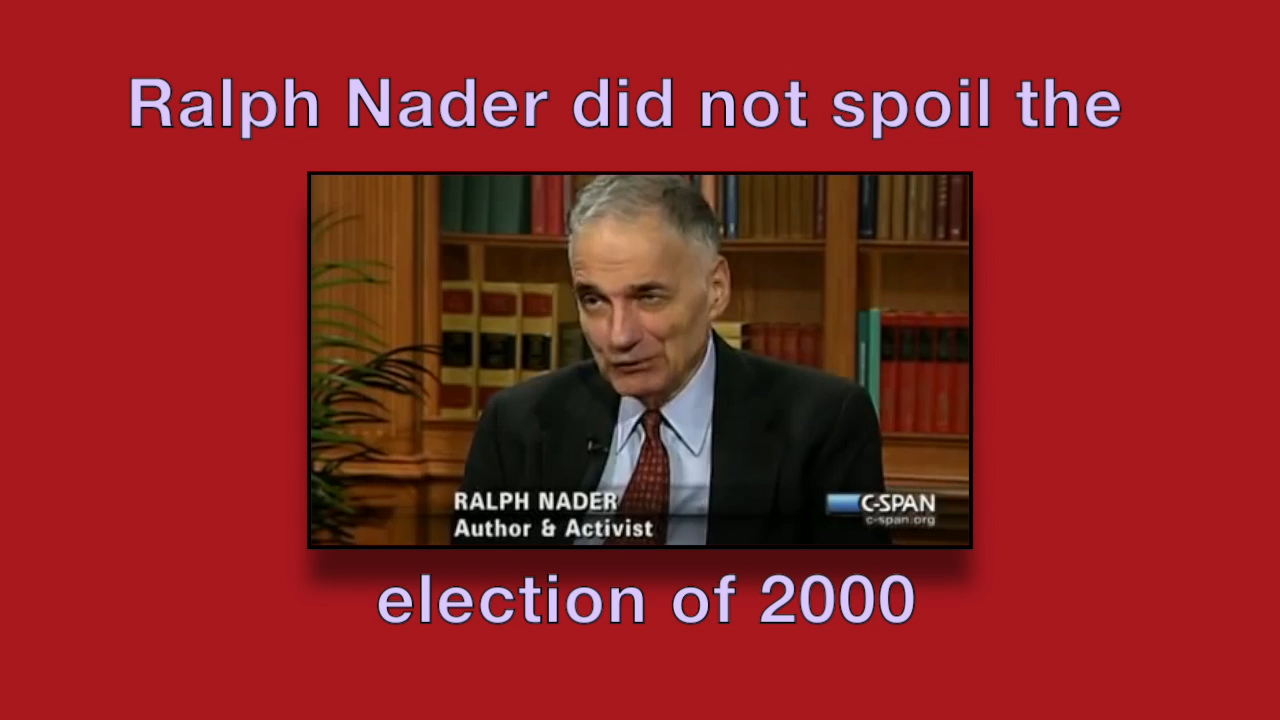 Ralph Nader did not spoil the
RALPH NADER
Author & Activist
C-SPAN
c-span.org
election of 2000